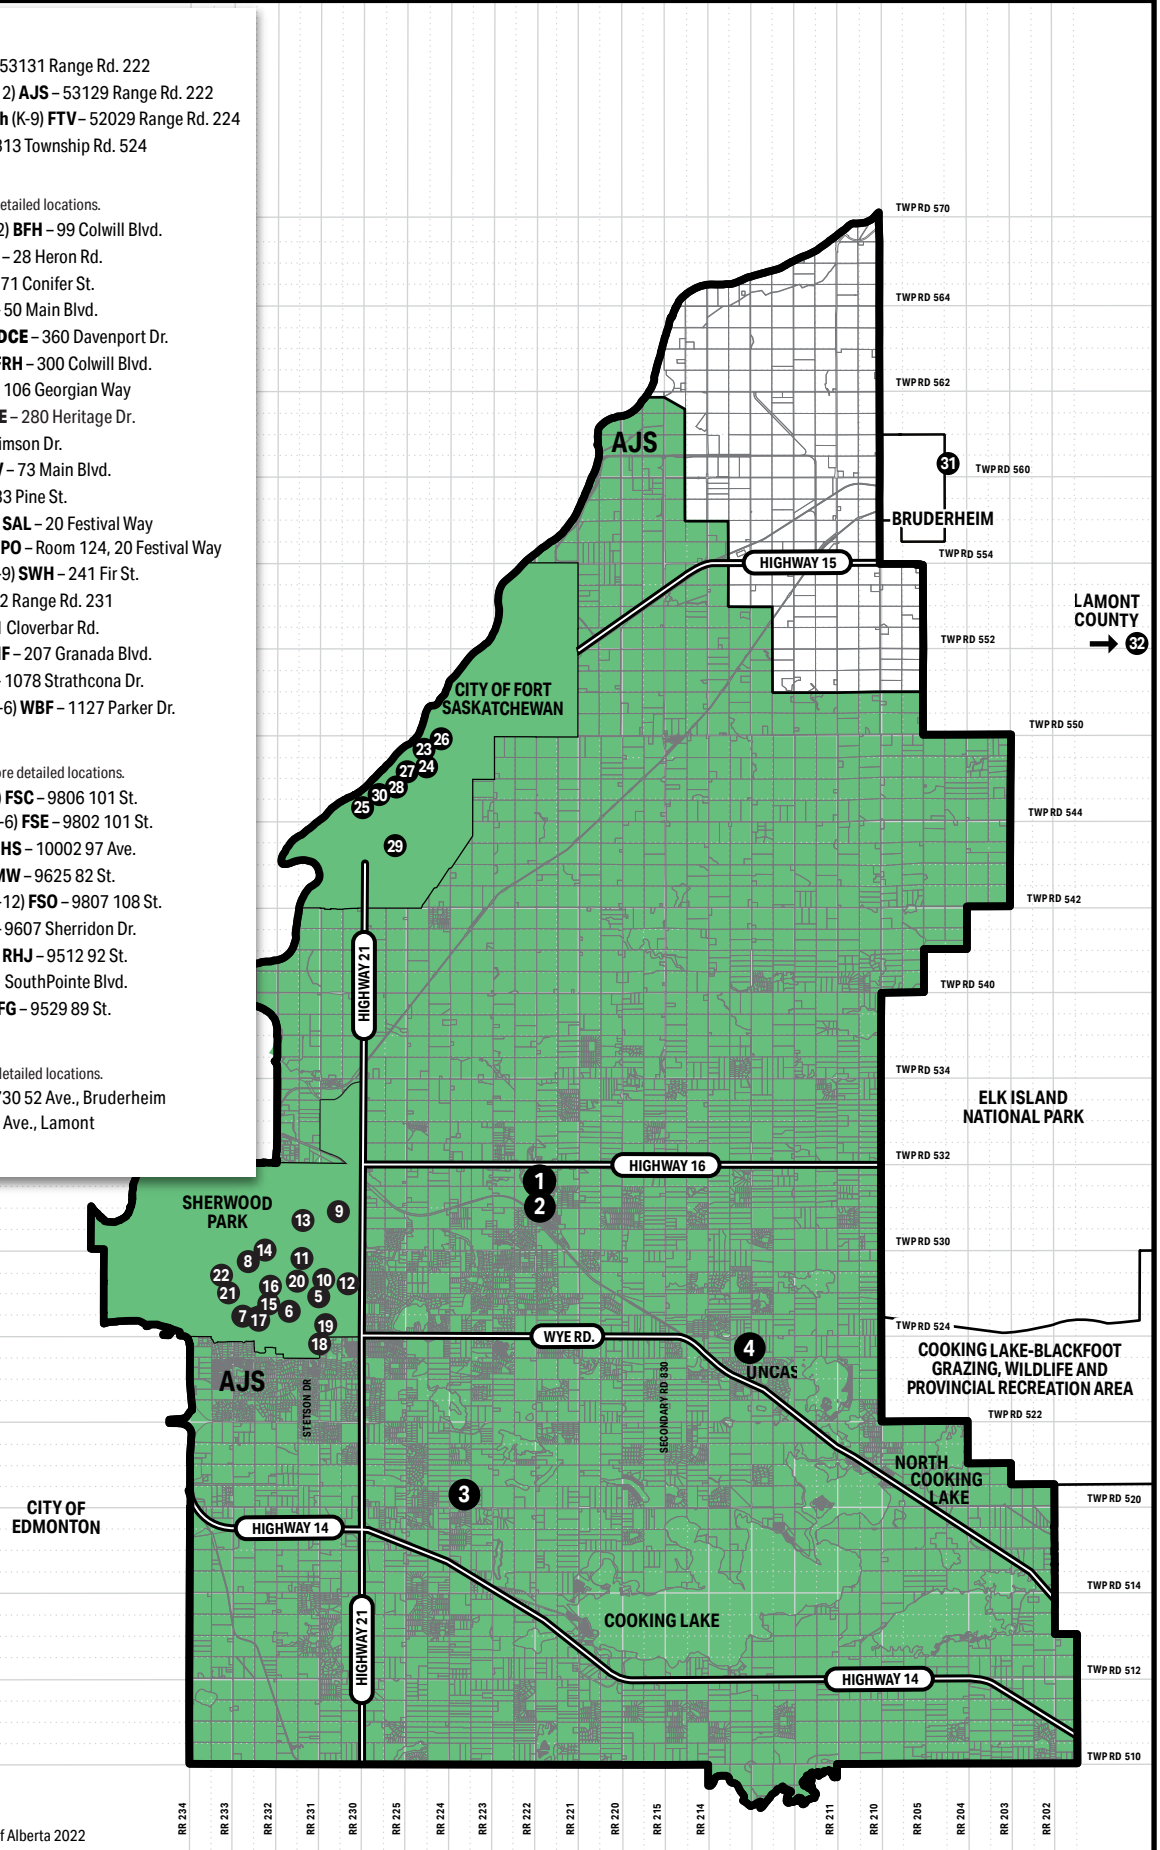 53131 Range Rd. 222
2) AJS – 53129 Range Rd. 222
h (K-9) FTV – 52029 Range Rd. 224
313 Township Rd. 524
etailed locations.
2) BFH – 99 Colwill Blvd.
– 28 Heron Rd.
71 Conifer St.
50 Main Blvd.
DCE – 360 Davenport Dr.
FRH – 300 Colwill Blvd.
106 Georgian Way
E – 280 Heritage Dr.
imson Dr.
V – 73 Main Blvd.
33 Pine St.
SAL – 20 Festival Way
PO – Room 124, 20 Festival Way
-9) SWH – 241 Fir St.
2 Range Rd. 231
1 Cloverbar Rd.
NF – 207 Granada Blvd.
- 1078 Strathcona Dr.
-6) WBF – 1127 Parker Dr.
ore detailed locations.
) FSC – 9806 101 St.
-6) FSE – 9802 101 St.
HS – 10002 97 Ave.
MW – 9625 82 St.
-12) FSO – 9807 108 St.
- 9607 Sherridon Dr.
RHJ – 9512 92 St.
SouthPointe Blvd.
FG – 9529 89 St.
detailed locations.
730 52 Ave., Bruderheim
Ave., Lamont
f Alberta 2022
TWP RD 570
TWP RD 564
TWP RD 562
AJS
31
TWP RD 560
BRUDERHEIM
TWP RD 554
HIGHWAY 15
LAMONT
COUNTY
32
TWP RD 552
CITY OF FORT
SASKATCHEWAN
TWP RD 550
26
23
24
27
28
30
25
TWP RD 544
29
TWP RD 542
HIGHWAY 21
TWP RD 540
TWP RD 534
ELK ISLAND
NATIONAL PARK
TWP RD 532
HIGHWAY 16
1
2
SHERWOOD
PARK
9
13
TWP RD 530
14
8
11
22
21
16
20
10
12
5
15
6
7
17
19
18
TWP RD 524
WYE RD.
4
UNCAS
COOKING LAKE-BLACKFOOT
GRAZING, WILDLIFE AND
PROVINCIAL RECREATION AREA
AJS
STETSON DR
SECONDARY RD 830
TWP RD 522
NORTH
COOKING
LAKE
3
TWP RD 520
CITY OF
EDMONTON
HIGHWAY 14
TWP RD 514
COOKING LAKE
HIGHWAY 21
TWP RD 512
HIGHWAY 14
TWP RD 510
RR 234
RR 233
RR 232
RR 231
RR 230
RR 225
RR 224
RR 223
RR 222
RR 221
RR 220
RR 215
RR 214
RR 211
RR 210
RR 205
RR 204
RR 203
RR 202